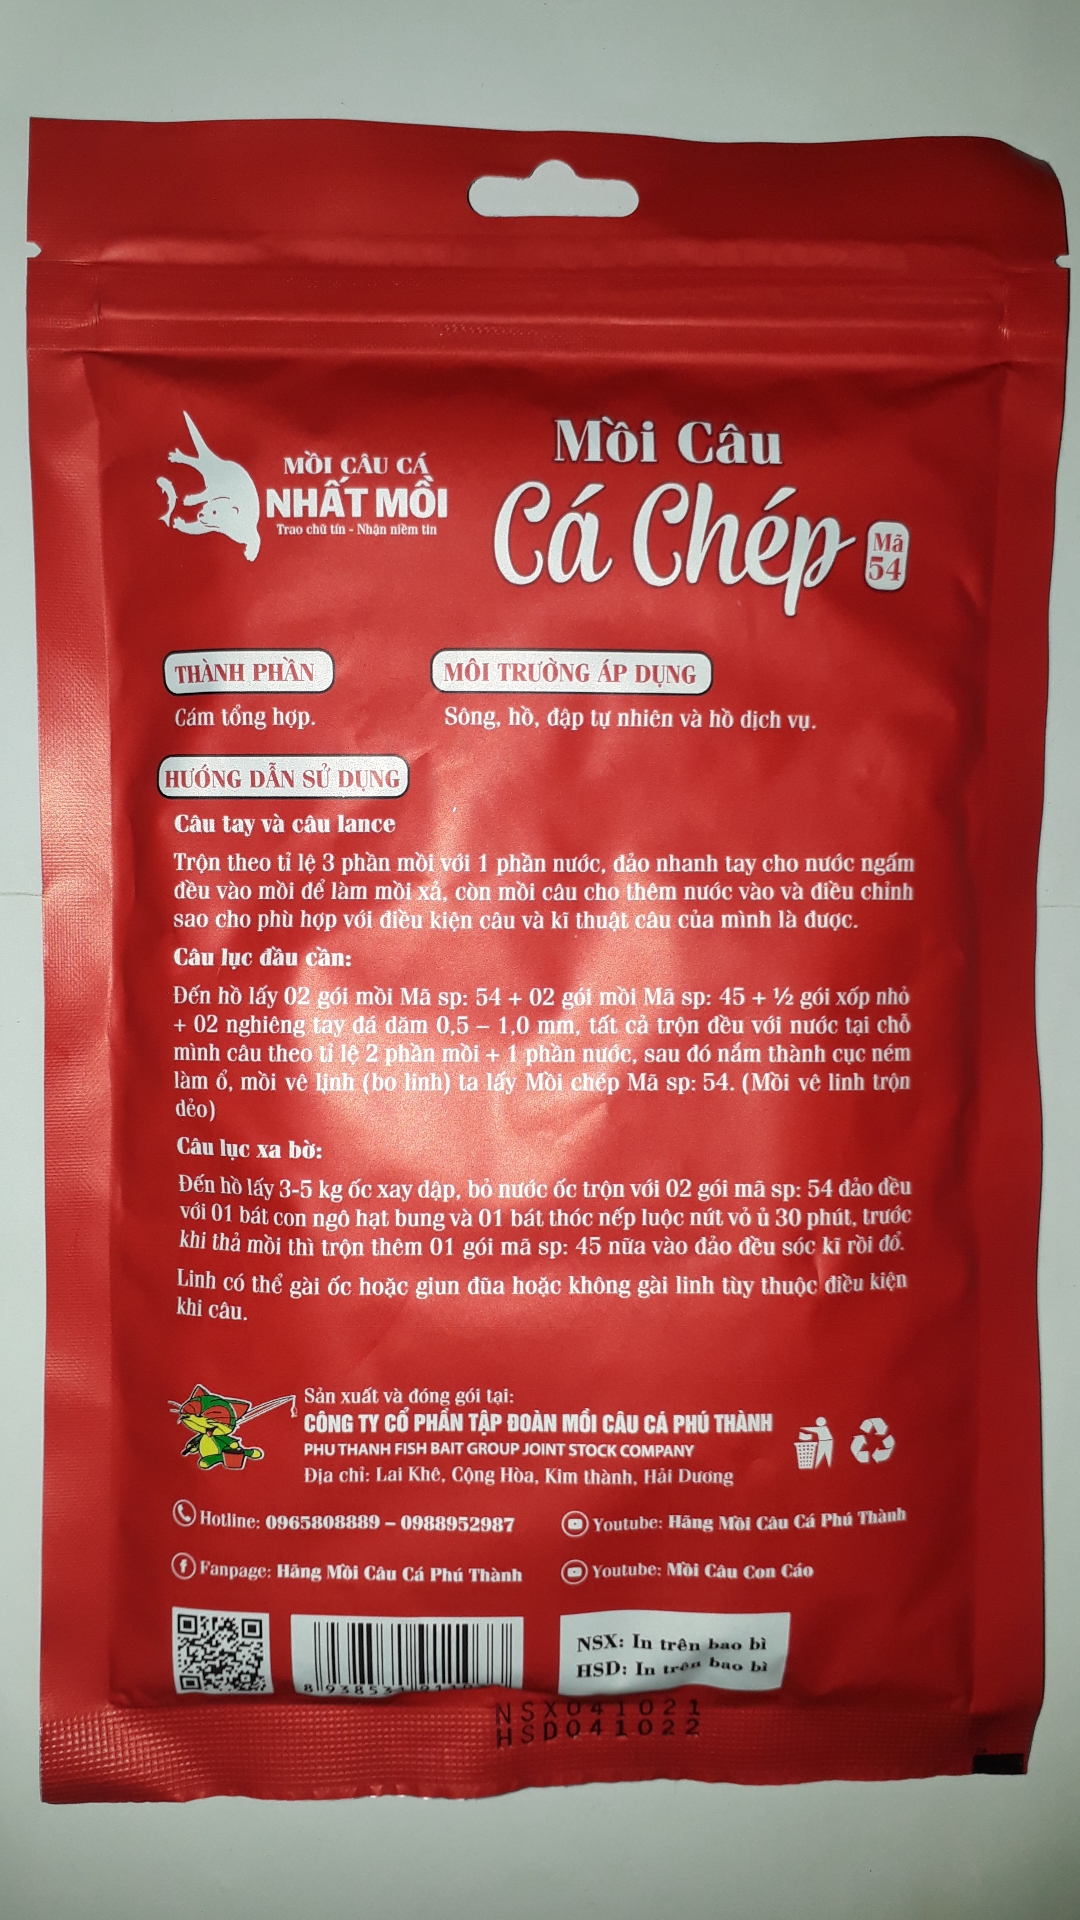 MỒI CÂU CÁ
NHẤT MỒI
Trao chữ tín - Nhận niềm tin
Mồi Câu
Cá Chép
Mã
54
THÀNH PHẦN
Cám tổng hợp.
MÔI TRƯỜNG ÁP DỤNG
Sông, hồ, đập tự nhiên và hồ dịch vụ.
HƯỚNG DẪN SỬ DỤNG
Câu tay và câu lance
Trộn theo tỉ lệ 3 phần mồi với 1 phần nước, đảo nhanh tay cho nước ngấm
đều vào mồi để làm mồi xả, còn mồi câu cho thêm nước vào và điều chỉnh
sao cho phù hợp với điều kiện câu và kĩ thuật câu của mình là được.
Câu lục đầu cần:
Đến hồ lấy 02 gói mồi Mã sp: 54 + 02 gói mồi Mã sp: 45 + ½ gói xốp nhỏ
+ 02 nghiêng tay đá dăm 0,5 – 1,0 mm, tất cả trộn đều với nước tại chỗ
mình câu theo tỉ lệ 2 phần mồi + 1 phần nước, sau đó nắm thành cục ném
làm ổ, mồi vê linh (bo linh) ta lấy Mồi chép Mã sp: 54. (Mồi vê linh trộn
dẻo)
Câu lục xa bờ:
Đến hồ lấy 3-5 kg ốc xay dập, bỏ nước ốc trộn với 02 gói mã sp: 54 đảo đều
với 01 bát con ngô hạt bung và 01 bát thóc nếp luộc nứt vỏ ủ 30 phút, trước
khi thả mồi thì trộn thêm 01 gói mã sp: 45 nữa vào đảo đều sóc kĩ rồi đổ.
Linh có thể gài ốc hoặc giun đũa hoặc không gài linh tùy thuộc điều kiện
khi câu.
Sản xuất và đóng gói tại:
CÔNG TY CỔ PHẦN TẬP ĐOÀN MỒI CÂU CÁ PHÚ THÀNH
PHU THANH FISH BAIT GROUP JOINT STOCK COMPANY
Địa chỉ: Lai Khê, Cộng Hòa, Kim thành, Hải Dương
Hotline: 0965808889 – 0988952987
Youtube: Hãng Mồi Câu Cá Phú Thành
Fanpage: Hãng Mồi Câu Cá Phú Thành
Youtube: Mồi Câu Con Cáo
NSX: In trên bao bì
HSD: In trên bao bì
NSX041021
HSD041022